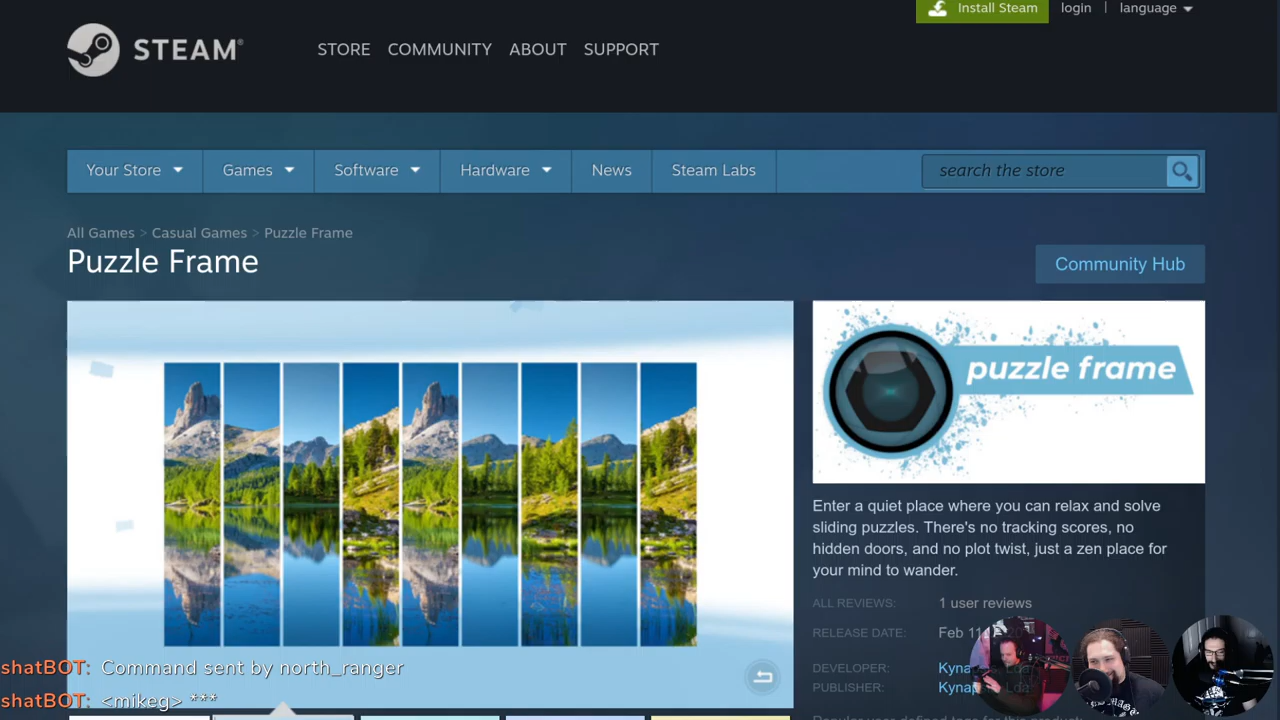 Install Steam login | language
STEAM® STORE COMMUNITY ABOUT SUPPORT
Your Store Games Software Hardware News Steam Labs search the store
All Games > Casual Games > Puzzle Frame
Puzzle Frame
Community Hub
puzzle frame
Enter a quiet place where you can relax and solve
sliding puzzles. There's no tracking scores, no
hidden doors, and no plot twist, just a zen place for
your mind to wander.
ALL REVIEWS: 1 user reviews
RELEASE DATE: Feb 11
DEVELOPER:
PUBLISHER:
shatBOT: Command sent by north_ranger
shatBOT: <mikeg> ***